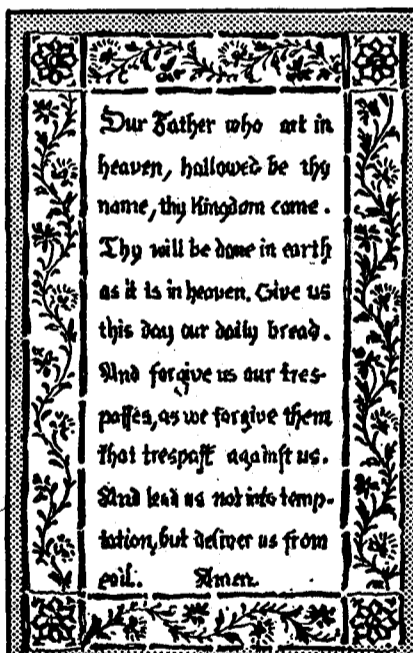 Our Father who art in
heaven, hallowed be thy
name, thy kingdom come.
Thy will be done in earth
as it is in heaven. Give us
this day our daily bread.
And forgive us our tres-
paſſes, as we forgive them
that treſpaſſ againſt us.
And lead us not into temp-
tation, but deliver us from
evil. Amen.